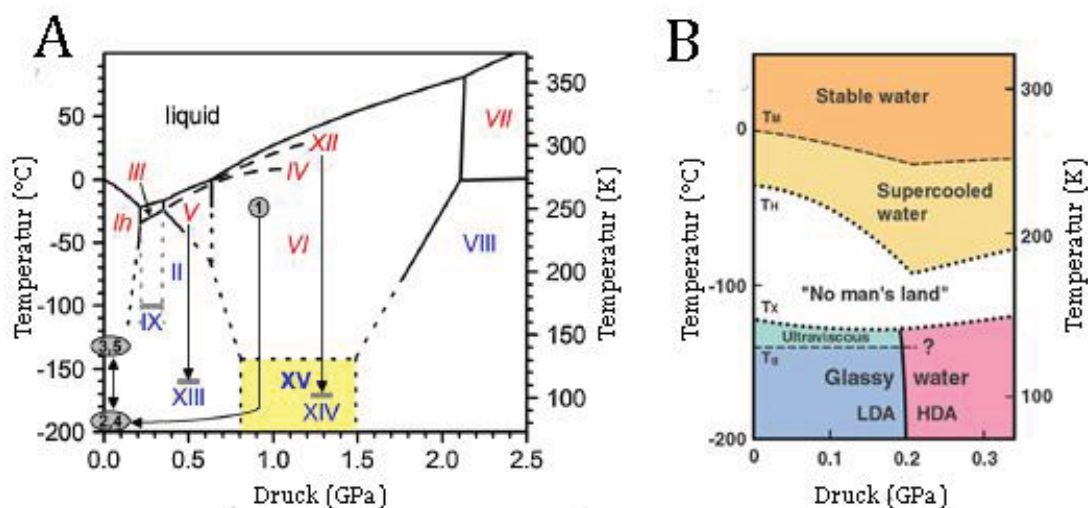 A
Temperatur (°C)
50
0
-50
-100
-150
-200
0.0
0.5
1.0
1.5
2.0
2.5
Druck (GPa)
350
300
250
200
150
100
Temperatur (K)
liquid
Ih
III
V
XII
IV
VI
VII
VIII
II
IX
XIII
XV
XIV
1
3,5
2,4
B
Temperatur (°C)
0
-100
-200
0
0.1
0.2
0.3
Druck (GPa)
300
200
100
Temperatur (K)
Stable water
TM
Supercooled
water
TH
"No man's land"
TX
Ultraviscous
?
Tg
Glassy water
LDA HDA